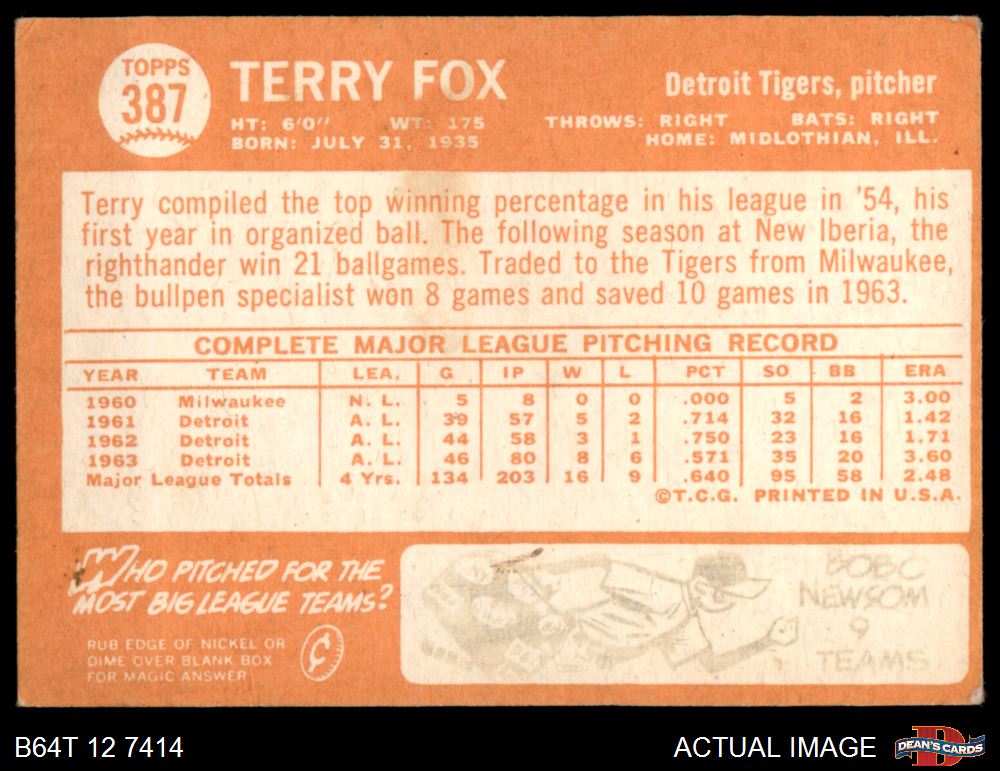 TOPPS
387
TERRY FOX
Detroit Tigers, pitcher
HT: 6'0" WT: 175 THROWS: RIGHT BATS: RIGHT
BORN: JULY 31, 1935 HOME: MIDLOTHIAN, ILL.
Terry compiled the top winning percentage in his league in '54, his
first year in organized ball. The following season at New Iberia, the
righthander win 21 ballgames. Traded to the Tigers from Milwaukee,
the bullpen specialist won 8 games and saved 10 games in 1963.
COMPLETE MAJOR LEAGUE PITCHING RECORD
YEAR TEAM LEA. G IP W L PCT SO BB ERA
1960 Milwaukee N. L. 5 8 0 0 .000 5 2 3.00
1961 Detroit A. L. 39 57 5 2 .714 32 16 1.42
1962 Detroit A. L. 44 58 3 1 .750 23 16 1.71
1963 Detroit A. L. 46 80 8 6 .571 35 20 3.60
Major League Totals 4 Yrs. 134 203 16 9 .640 95 58 2.48
©T.C.G. PRINTED IN U.S.A.
WHO PITCHED FOR THE
MOST BIG LEAGUE TEAMS?
RUB EDGE OF NICKEL OR
DIME OVER BLANK BOX
FOR MAGIC ANSWER
BOBO
NEWSOM
9
TEAMS
B64T 12 7414
ACTUAL IMAGE
DEAN'S CARDS